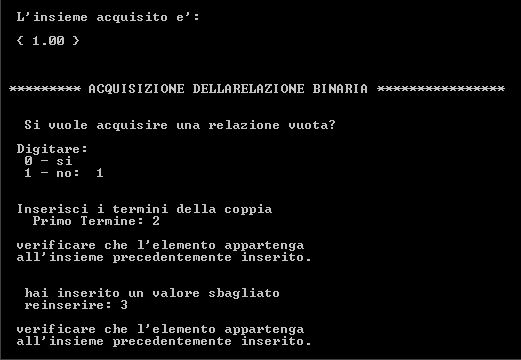 L'insieme acquisito e':
{ 1.00 }
********* ACQUISIZIONE DELLARELAZIONE BINARIA ****************
Si vuole acquisire una relazione vuota?
Digitare:
0 - si
1 - no: 1
Inserisci i termini della coppia
Primo Termine: 2
verificare che l'elemento appartenga
all'insieme precedentemente inserito.
hai inserito un valore sbagliato
reinserire: 3
verificare che l'elemento appartenga
all'insieme precedentemente inserito.